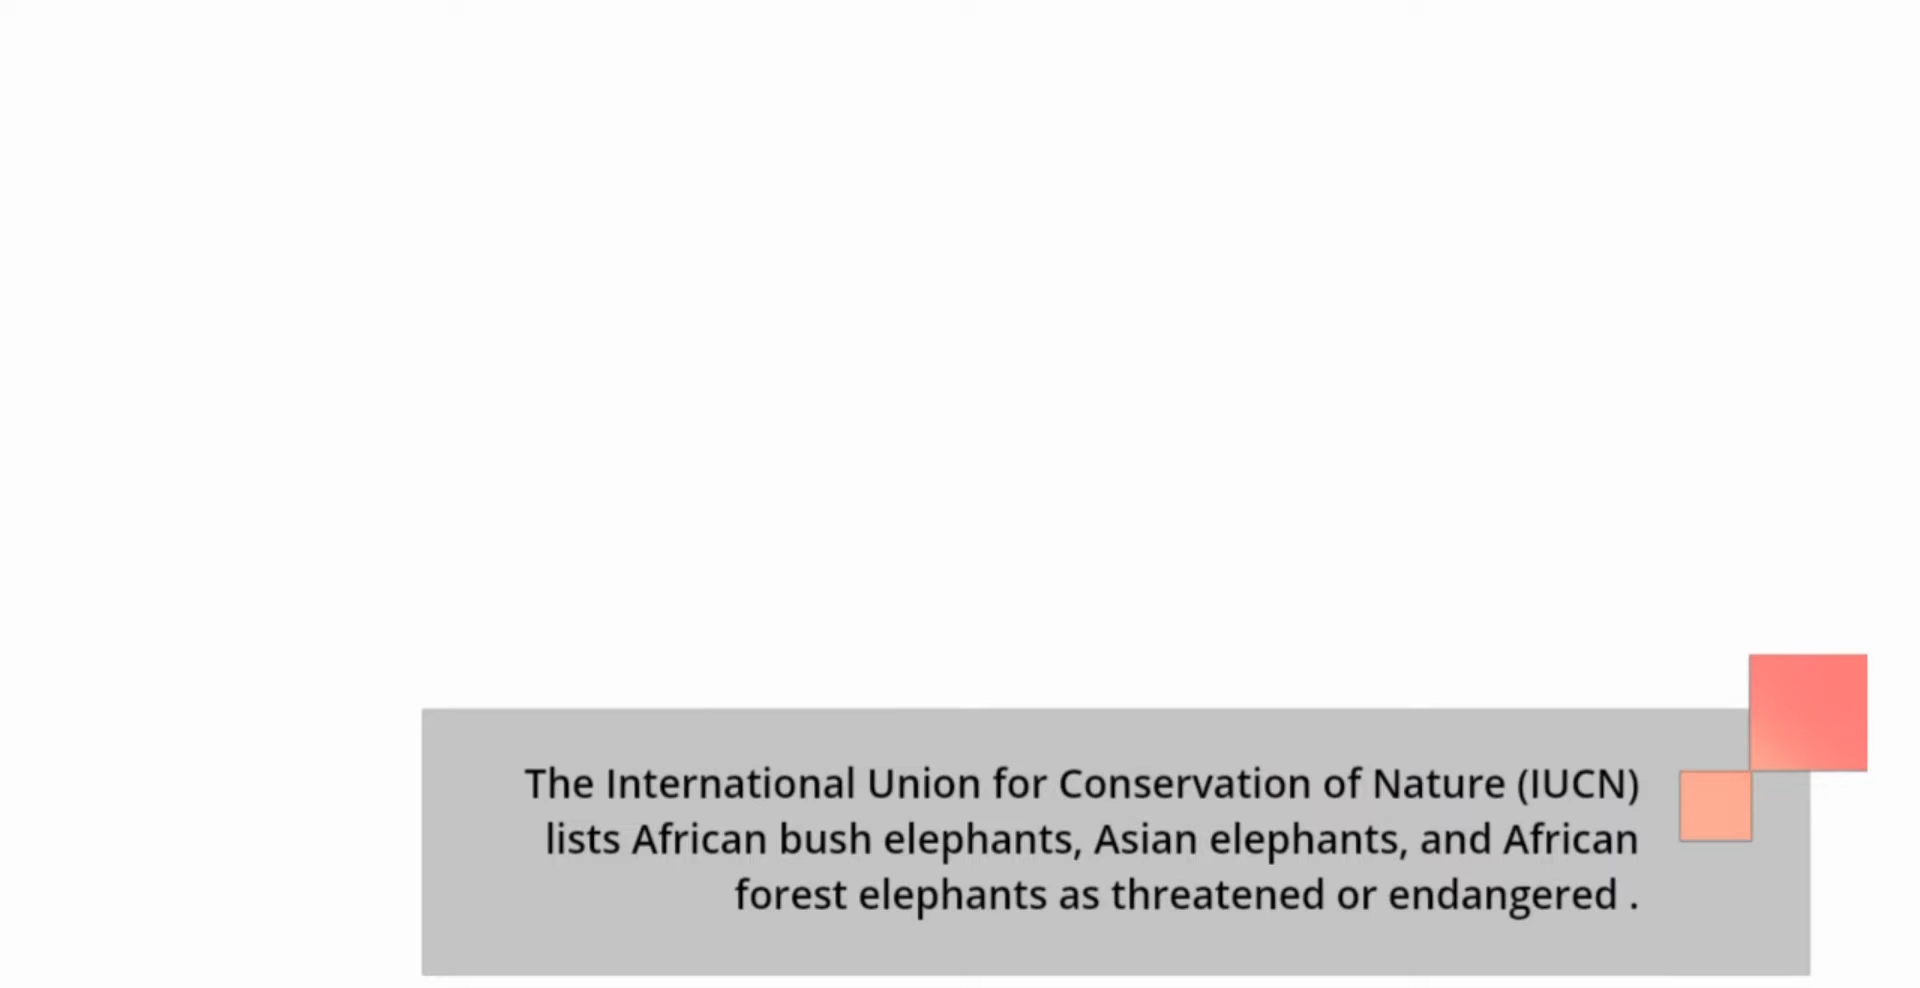 The International Union for Conservation of Nature (IUCN)
lists African bush elephants, Asian elephants, and African
forest elephants as threatened or endangered .